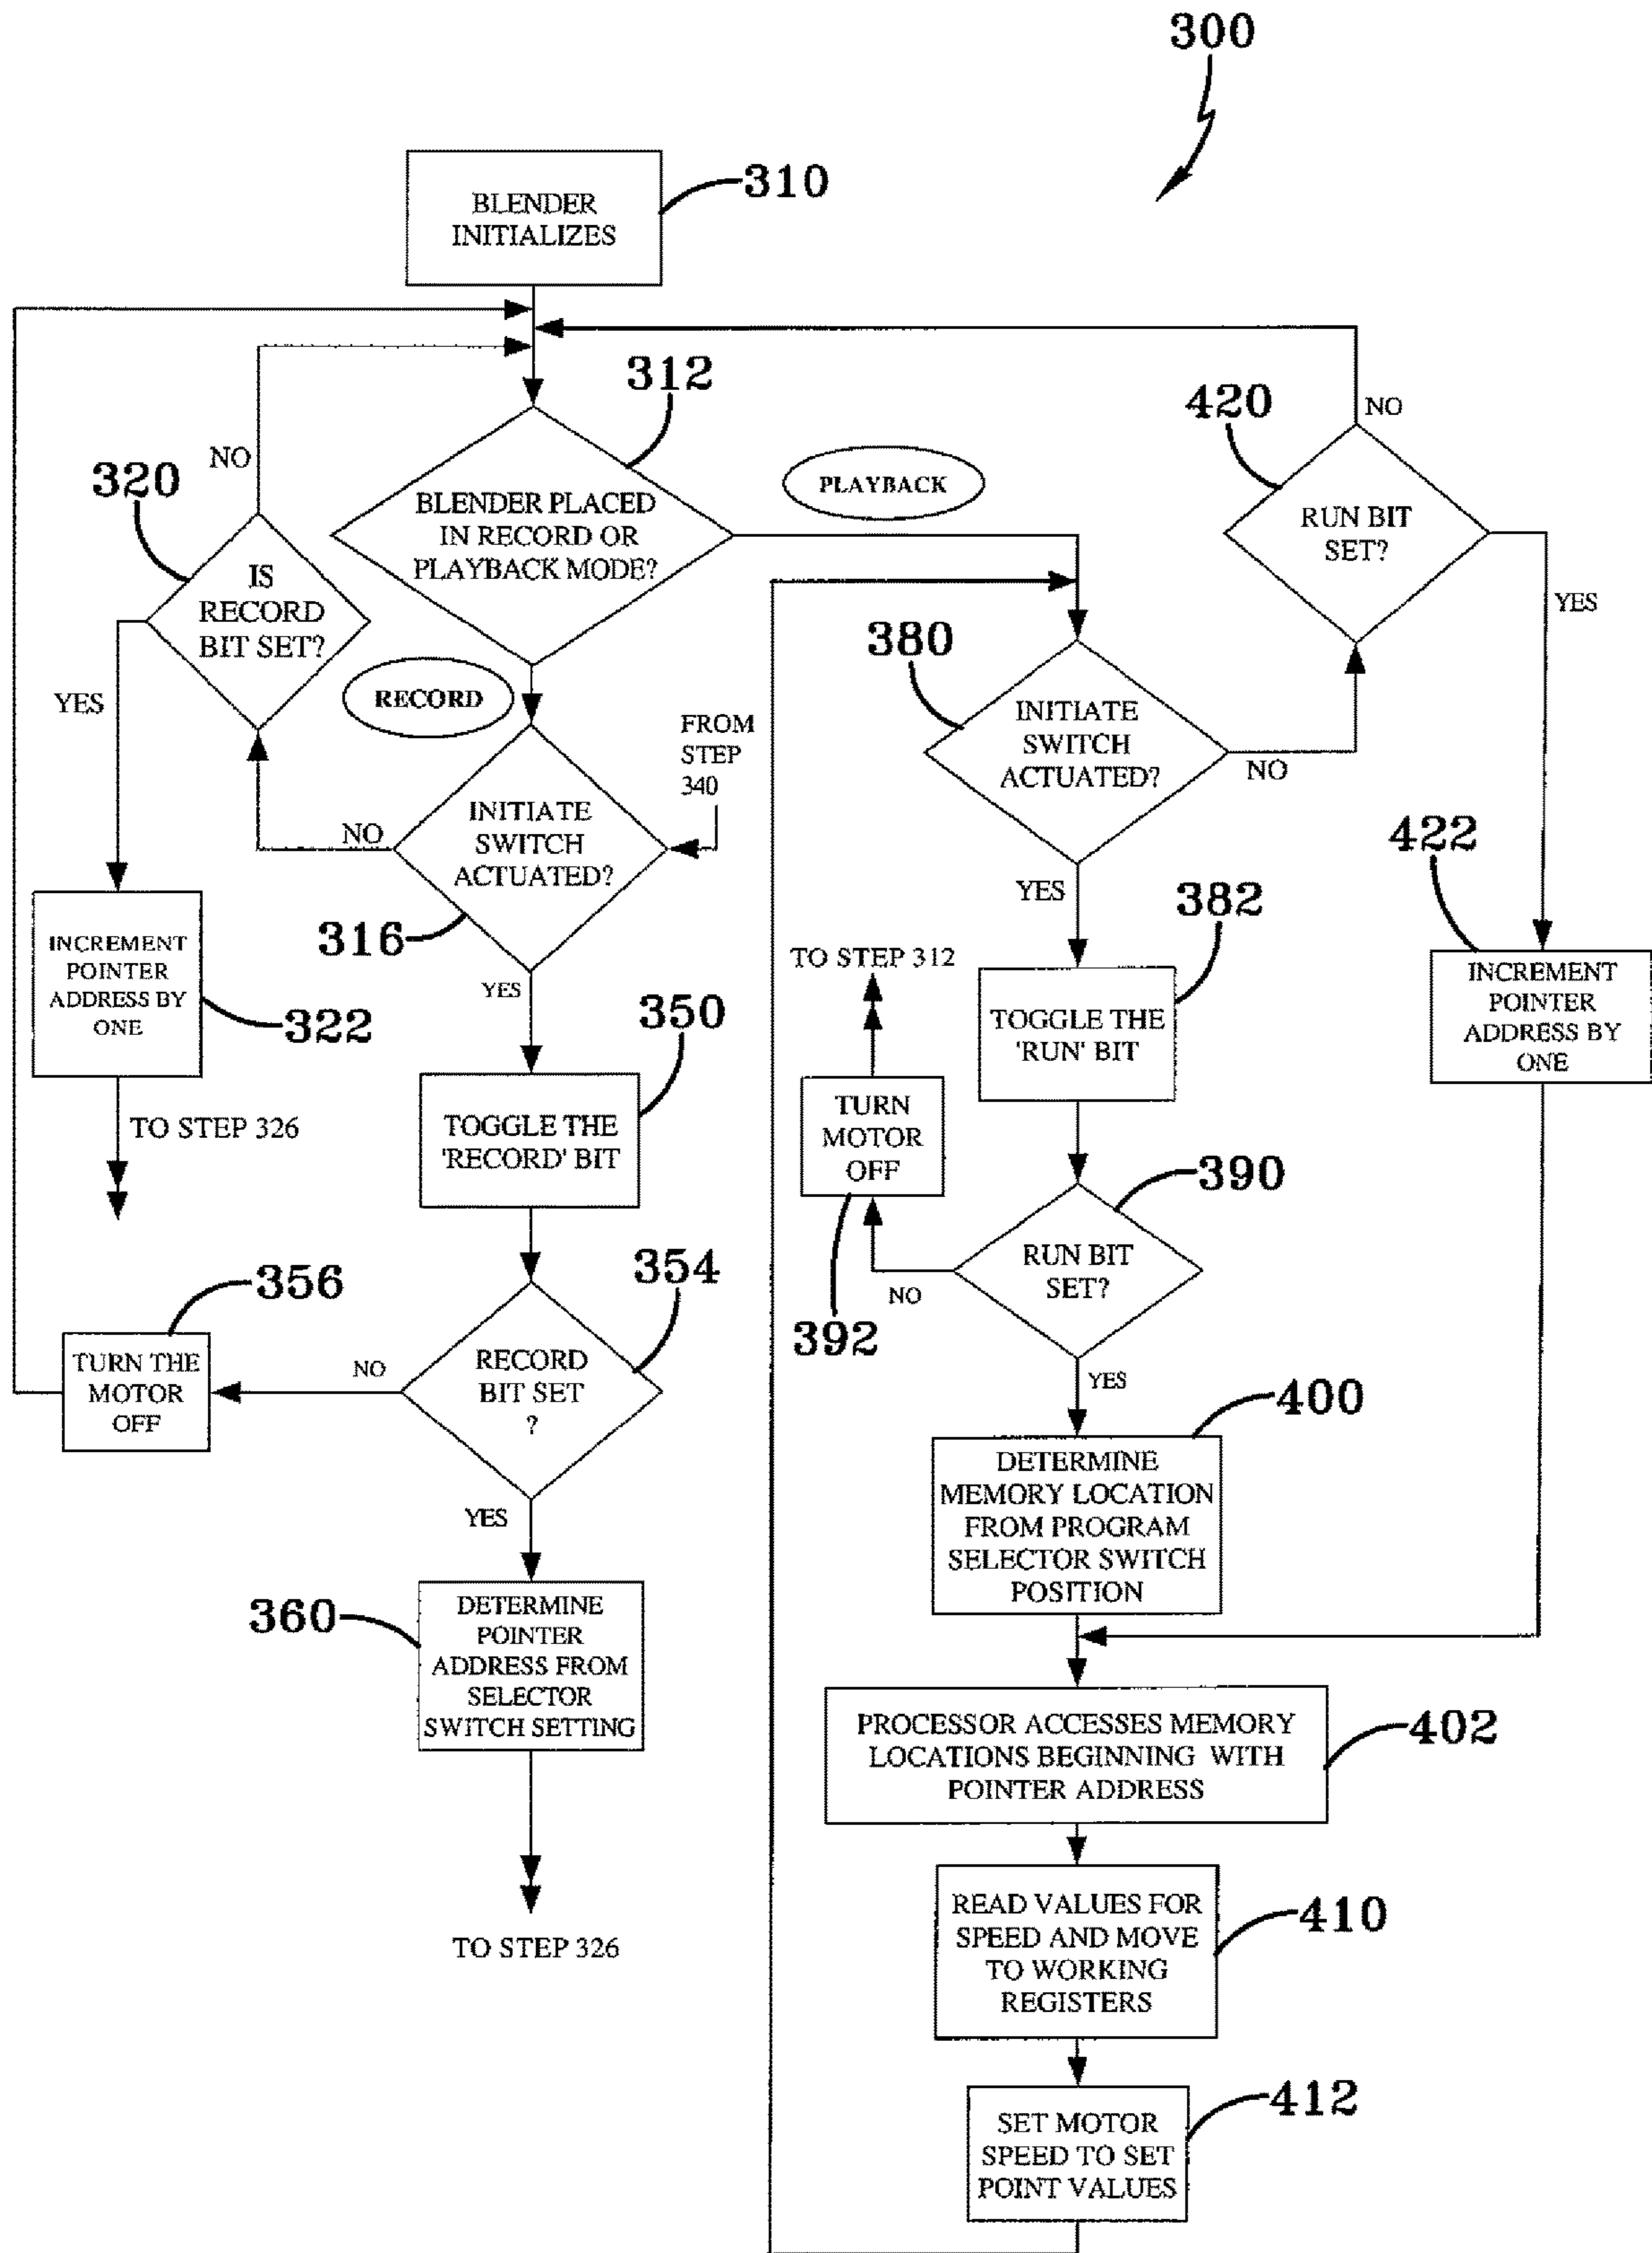 300
BLENDER
INITIALIZES
310
312
BLENDER PLACED
IN RECORD OR
PLAYBACK MODE?
PLAYBACK
RECORD
320
NO
IS
RECORD
BIT SET?
YES
INCREMENT
POINTER
ADDRESS BY
ONE
322
TO STEP 326
FROM
STEP
340
INITIATE
SWITCH
ACTUATED?
NO
316
YES
350
TOGGLE THE
'RECORD' BIT
354
RECORD
BIT SET
?
NO
356
TURN THE
MOTOR
OFF
YES
360
DETERMINE
POINTER
ADDRESS FROM
SELECTOR
SWITCH SETTING
TO STEP 326
420
NO
RUN BIT
SET?
YES
422
INCREMENT
POINTER
ADDRESS BY
ONE
380
INITIATE
SWITCH
ACTUATED?
NO
YES
382
TOGGLE THE
'RUN' BIT
TO STEP 312
TURN
MOTOR
OFF
392
390
RUN BIT
SET?
NO
YES
400
DETERMINE
MEMORY LOCATION
FROM PROGRAM
SELECTOR SWITCH
POSITION
PROCESSOR ACCESSES MEMORY
LOCATIONS BEGINNING WITH
POINTER ADDRESS
402
READ VALUES FOR
SPEED AND MOVE
TO WORKING
REGISTERS
410
SET MOTOR
SPEED TO SET
POINT VALUES
412